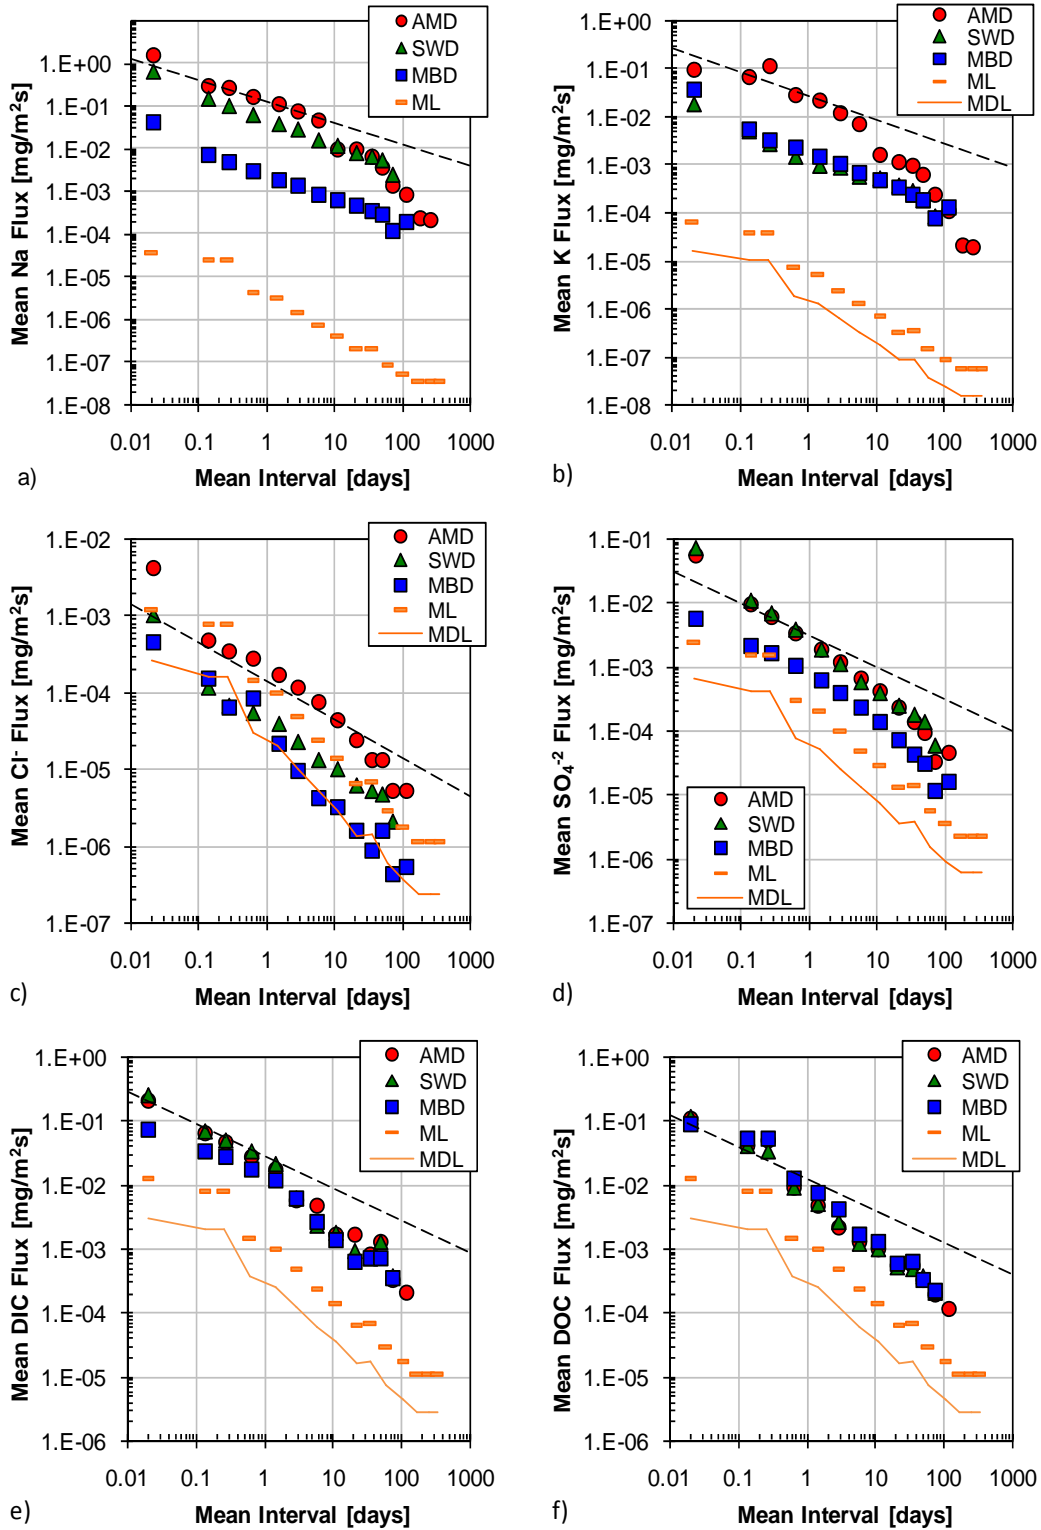 AMD
SWD
MBD
ML
1.E+00
1.E-01
1.E-02
1.E-03
1.E-04
1.E-05
1.E-06
1.E-07
1.E-08
Mean Na Flux [mg/m²s]
0.01 0.1 1 10 100 1000
Mean Interval [days]
a)
AMD
SWD
MBD
ML
MDL
1.E+00
1.E-01
1.E-02
1.E-03
1.E-04
1.E-05
1.E-06
1.E-07
1.E-08
Mean K Flux [mg/m²s]
0.01 0.1 1 10 100 1000
Mean Interval [days]
b)
AMD
SWD
MBD
ML
MDL
1.E-02
1.E-03
1.E-04
1.E-05
1.E-06
1.E-07
Mean Cl⁻ Flux [mg/m²s]
0.01 0.1 1 10 100 1000
Mean Interval [days]
c)
1.E-01
1.E-02
1.E-03
1.E-04
1.E-05
1.E-06
1.E-07
Mean SO₄⁻² Flux [mg/m²s]
AMD
SWD
MBD
ML
MDL
0.01 0.1 1 10 100 1000
Mean Interval [days]
d)
AMD
SWD
MBD
ML
MDL
1.E+00
1.E-01
1.E-02
1.E-03
1.E-04
1.E-05
1.E-06
Mean DIC Flux [mg/m²s]
0.01 0.1 1 10 100 1000
Mean Interval [days]
e)
AMD
SWD
MBD
ML
MDL
1.E+00
1.E-01
1.E-02
1.E-03
1.E-04
1.E-05
1.E-06
Mean DOC Flux [mg/m²s]
0.01 0.1 1 10 100 1000
Mean Interval [days]
f)